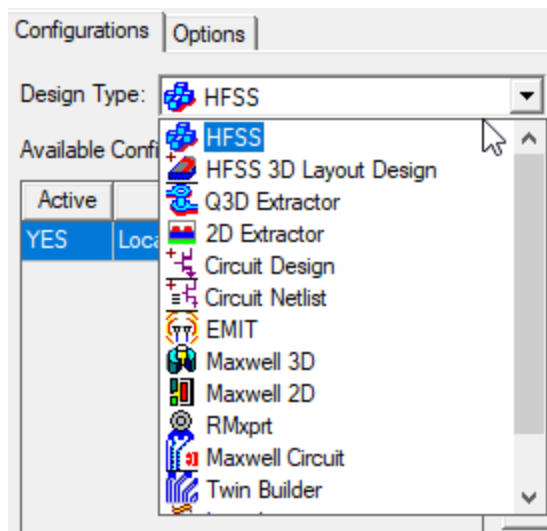 Configurations Options
Design Type: HFSS
Available Confi
Active
YES Loca
HFSS
HFSS 3D Layout Design
Q3D Extractor
2D Extractor
Circuit Design
Circuit Netlist
EMIT
Maxwell 3D
Maxwell 2D
RMxprt
Maxwell Circuit
Twin Builder